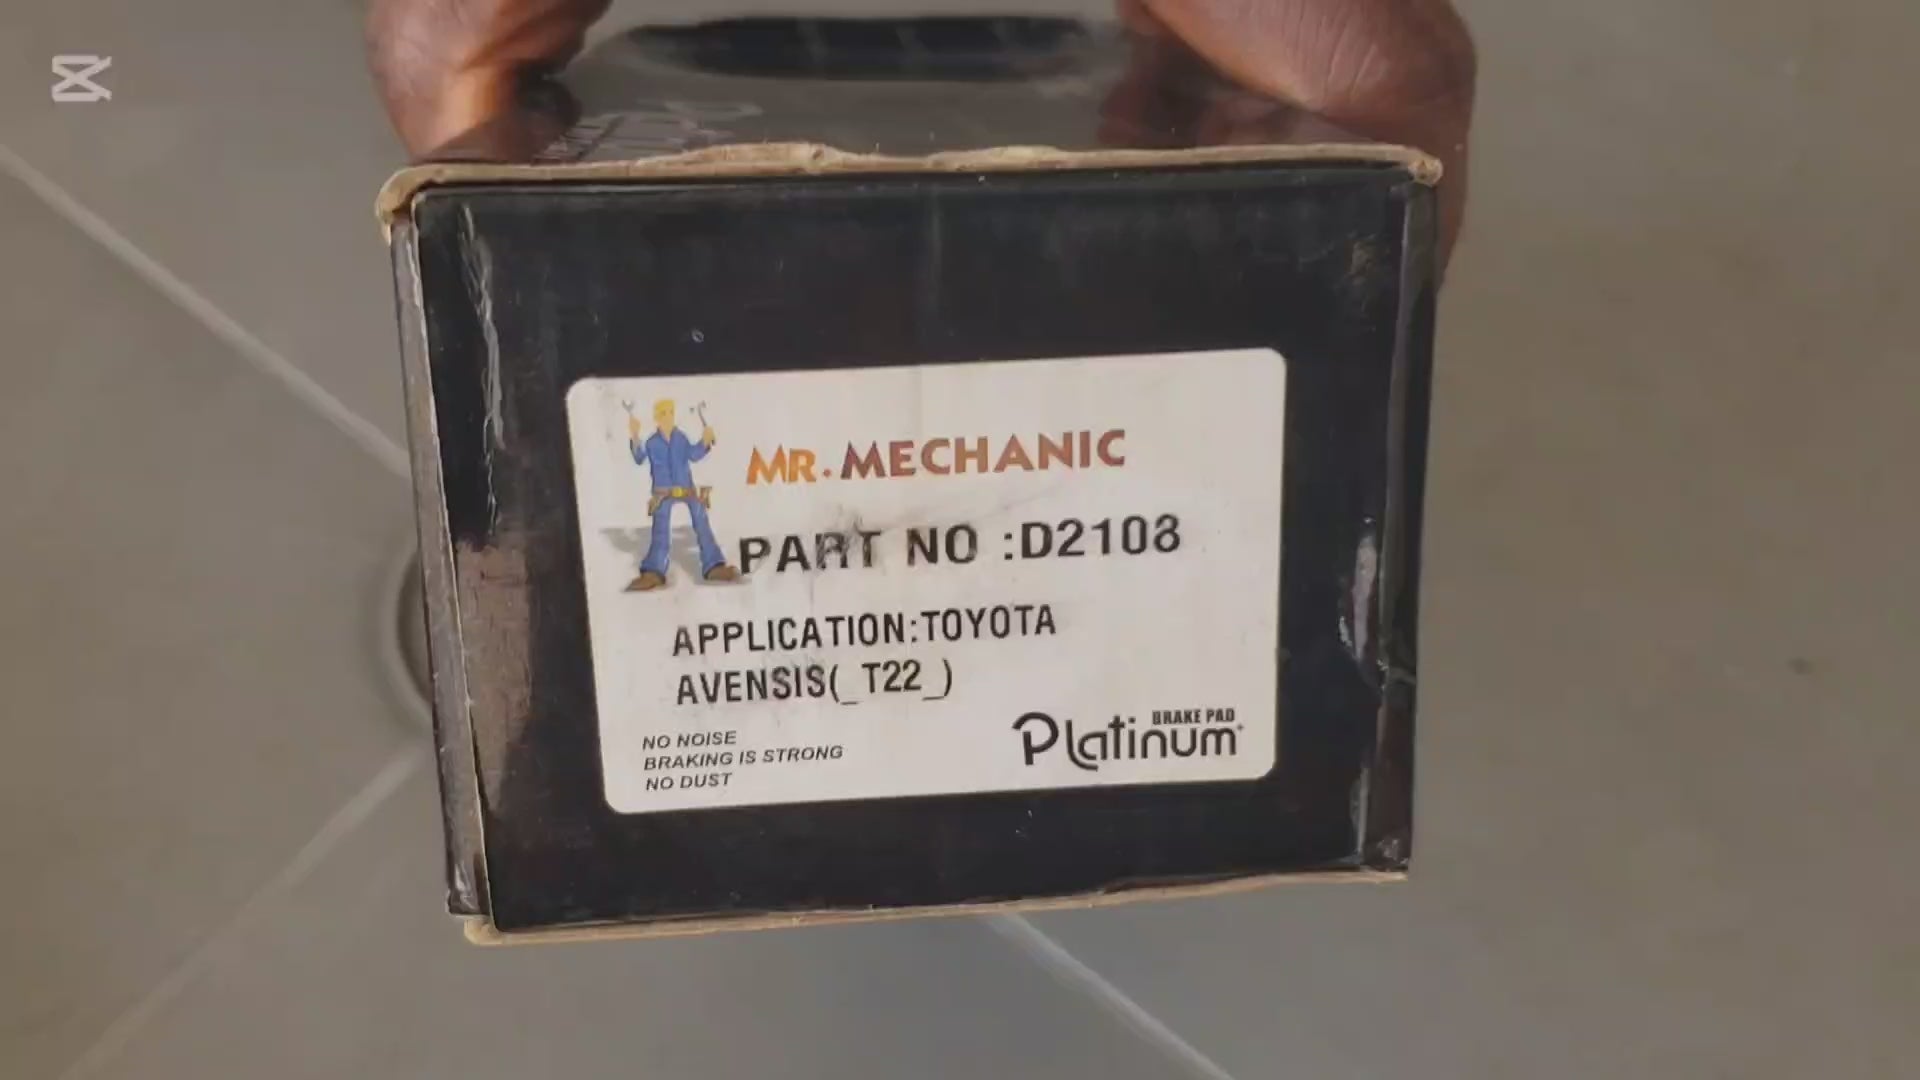 MR. MECHANIC
PART NO :D2108
APPLICATION:TOYOTA
AVENSIS(_T22_)
NO NOISE
BRAKING IS STRONG
NO DUST
BRAKE PAD
Platinum